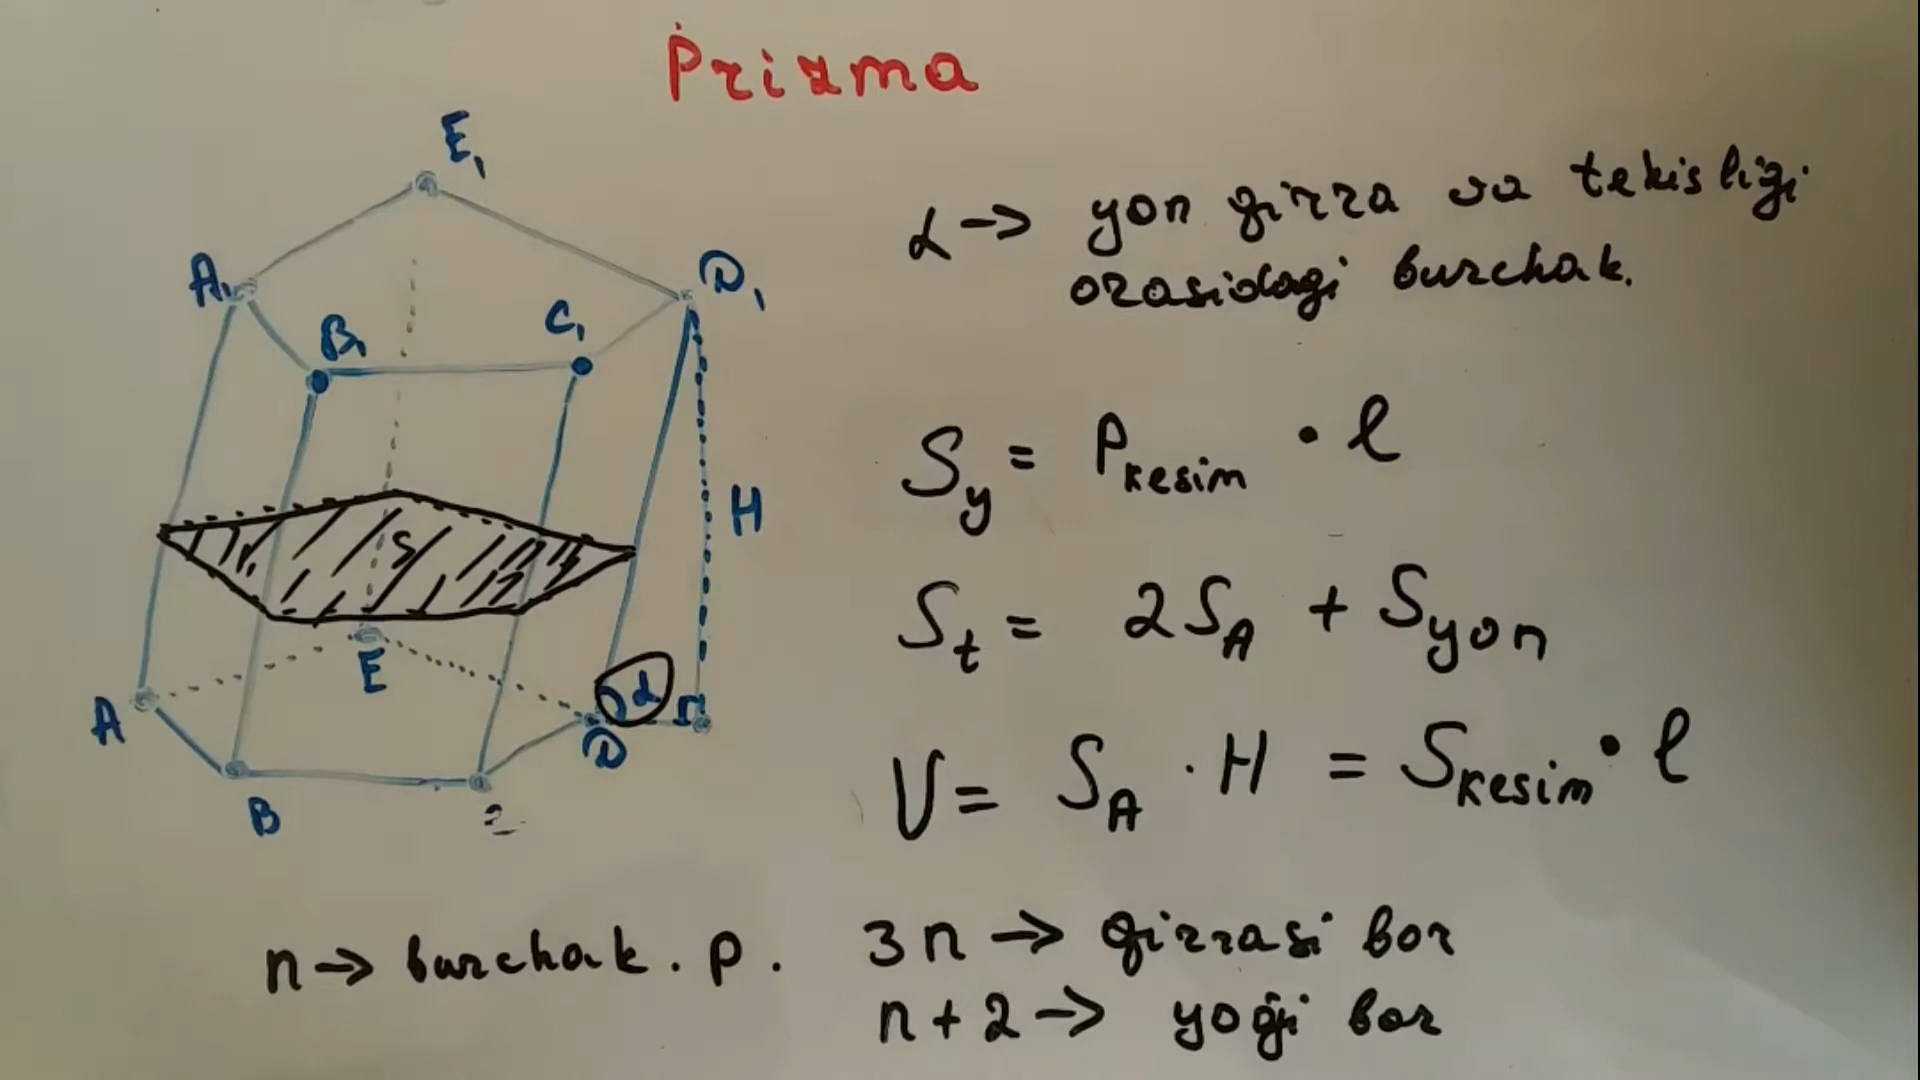 Prizma
E₁
A₁
B₁
C₁
D₁
α → yon qirra va tekisligi
orasidagi burchak.
H
S
Sy = Pkesim · l
St = 2SA + Syon
E
α
A
D
B
V = SA · H = Skesim · l
n → burchak. p.
3n → qirrasi bor
n + 2 → yoğı bor